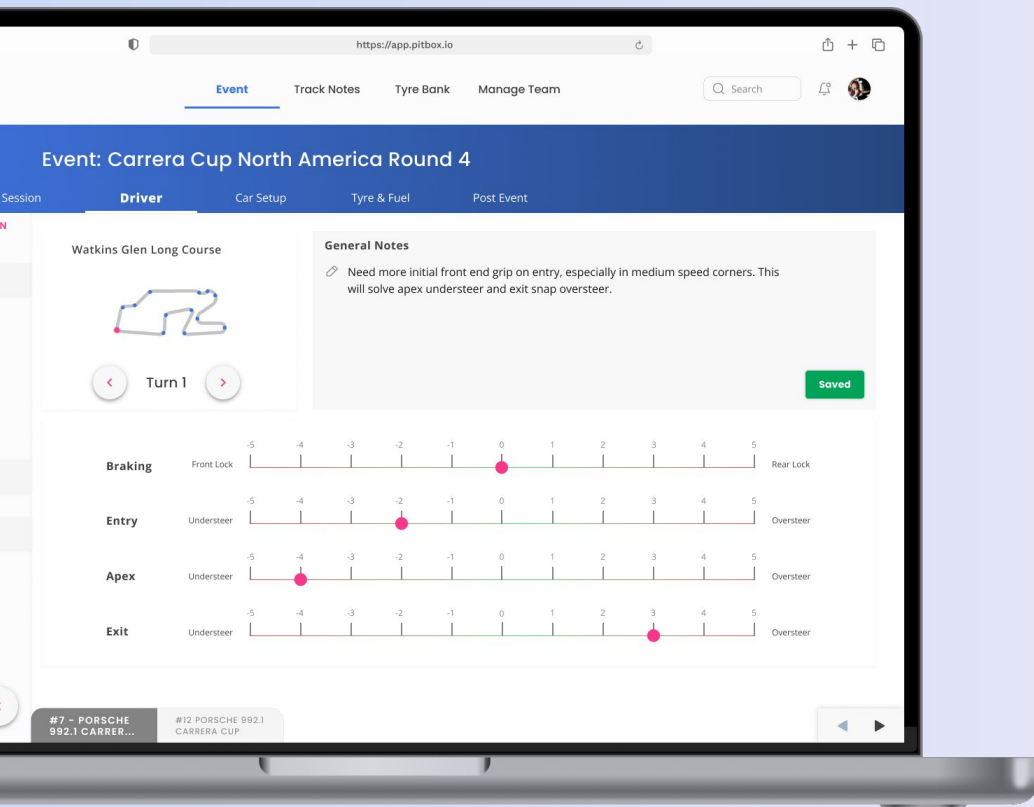 https://app.pitbox.io
Event Track Notes Tyre Bank Manage Team Search
Event: Carrera Cup North America Round 4
Session Driver Car Setup Tyre & Fuel Post Event
N
Watkins Glen Long Course
Turn 1
General Notes
Need more initial front end grip on entry, especially in medium speed corners. This
will solve apex understeer and exit snap oversteer.
Saved
-5 -4 -3 -2 -1 0 1 2 3 4 5
Braking Front Lock Rear Lock
-5 -4 -3 -2 -1 0 1 2 3 4 5
Entry Understeer Oversteer
-5 -4 -3 -2 -1 0 1 2 3 4 5
Apex Understeer Oversteer
-5 -4 -3 -2 -1 0 1 2 3 4 5
Exit Understeer Oversteer
#7 - PORSCHE
992.1 CARRER...
#12 PORSCHE 992.1
CARRERA CUP